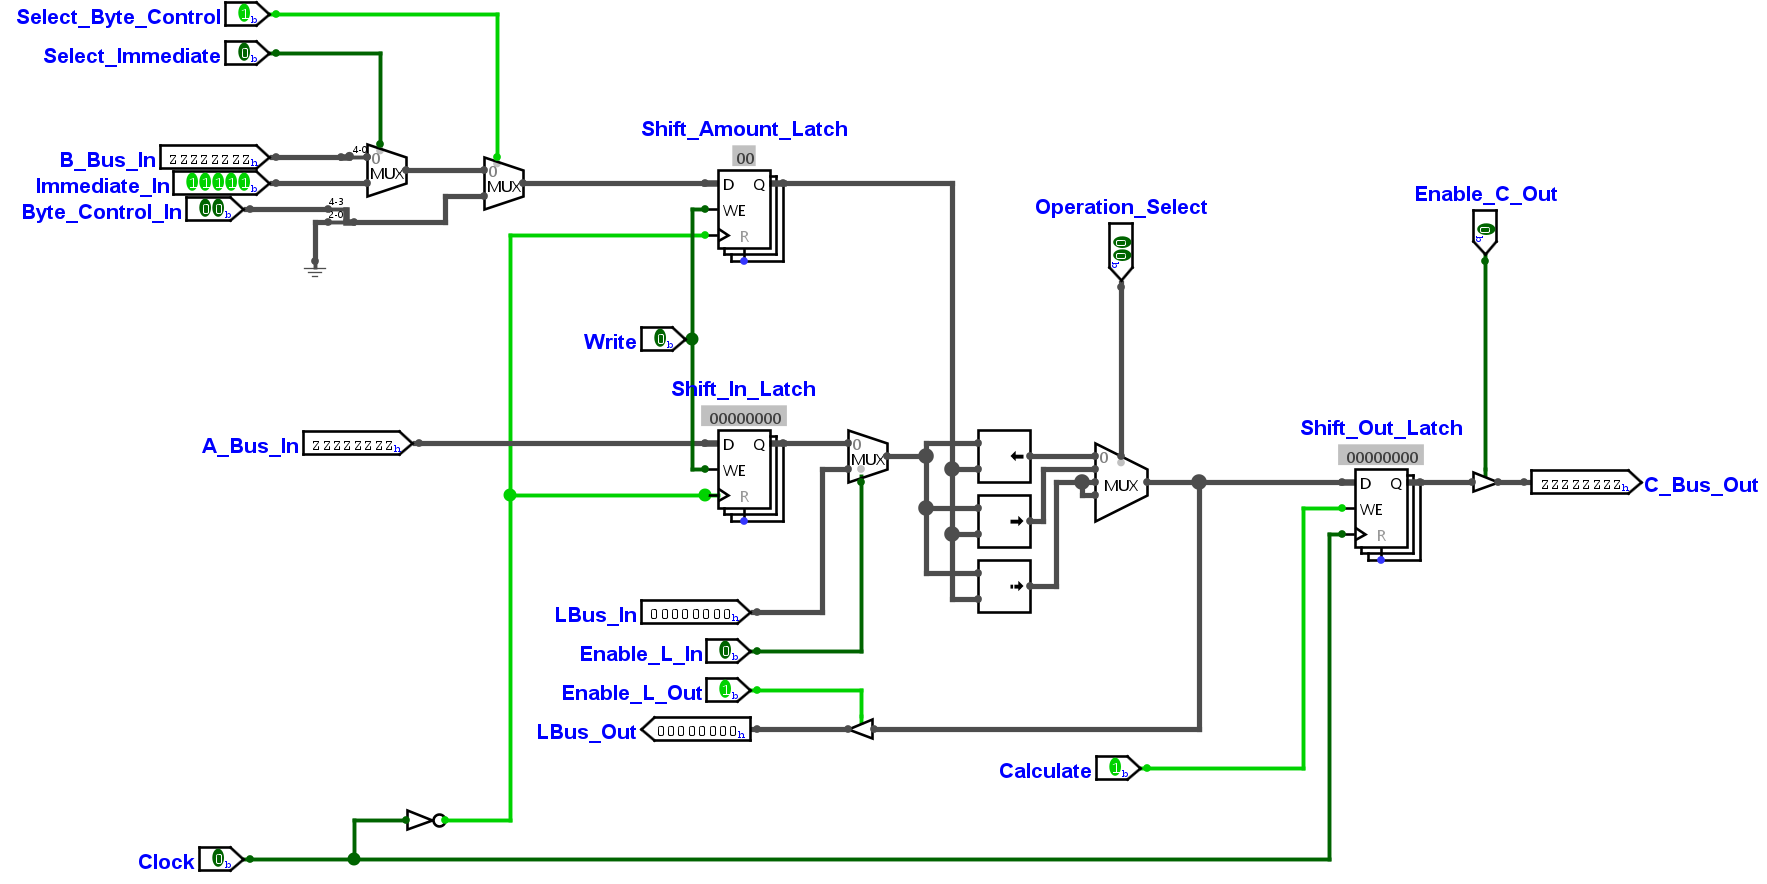 Select_Byte_Control 1b
Select_Immediate 0b
Shift_Amount_Latch
00
B_Bus_In zzzzzzzzh
4-0
0
MUX
Immediate_In 11111b
Byte_Control_In 00b
4-3
2-0
0
MUX
D Q
WE
R
Operation_Select
00b
Enable_C_Out
0b
Write 0b
Shift_In_Latch
00000000
A_Bus_In zzzzzzzzh
D Q
WE
R
0
MUX
0
MUX
Shift_Out_Latch
00000000
D Q
WE
R
zzzzzzzzh C_Bus_Out
LBus_In 00000000h
Enable_L_In 0b
Enable_L_Out 1b
LBus_Out 00000000h
Calculate 1b
Clock 0b